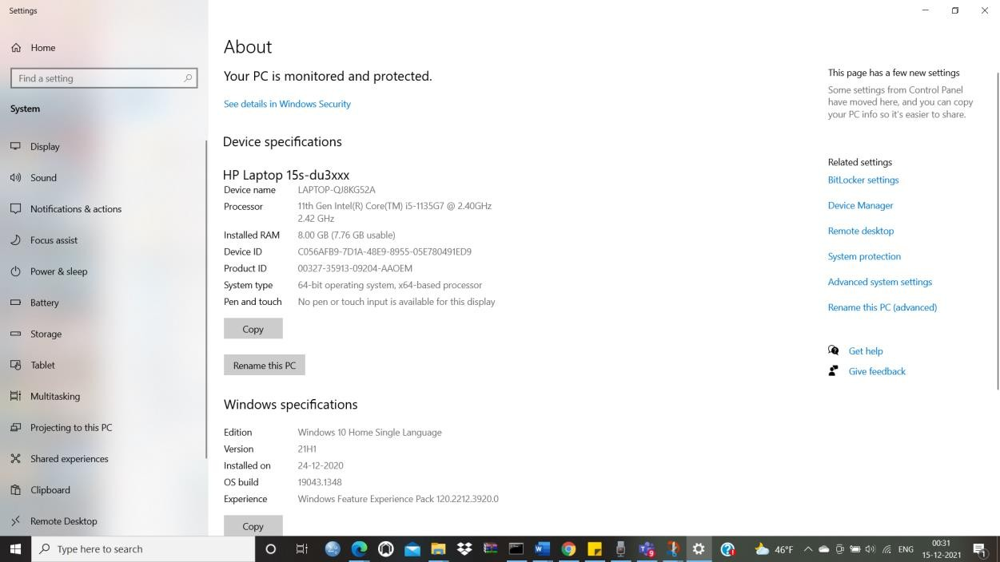 Settings
Home
Find a setting
System
Display
Sound
Notifications & actions
Focus assist
Power & sleep
Battery
Storage
Tablet
Multitasking
Projecting to this PC
Shared experiences
Clipboard
Remote Desktop
About
Your PC is monitored and protected.
See details in Windows Security
Device specifications
HP Laptop 15s-du3xxx
Device name LAPTOP-QJ8KG52A
Processor 11th Gen Intel(R) Core(TM) i5-1135G7 @ 2.40GHz
2.42 GHz
Installed RAM 8.00 GB (7.76 GB usable)
Device ID C056AFB9-7D1A-48E9-8955-05E780491ED9
Product ID 00327-35913-09204-AAOEM
System type 64-bit operating system, x64-based processor
Pen and touch No pen or touch input is available for this display
Copy
Rename this PC
Windows specifications
Edition Windows 10 Home Single Language
Version 21H1
Installed on 24-12-2020
OS build 19043.1348
Experience Windows Feature Experience Pack 120.2212.3920.0
Copy
This page has a few new settings
Some settings from Control Panel
have moved here, and you can copy
your PC info so it's easier to share.
Related settings
BitLocker settings
Device Manager
Remote desktop
System protection
Advanced system settings
Rename this PC (advanced)
Get help
Give feedback
Type here to search
9
46°F
ENG
00:31
15-12-2021
1